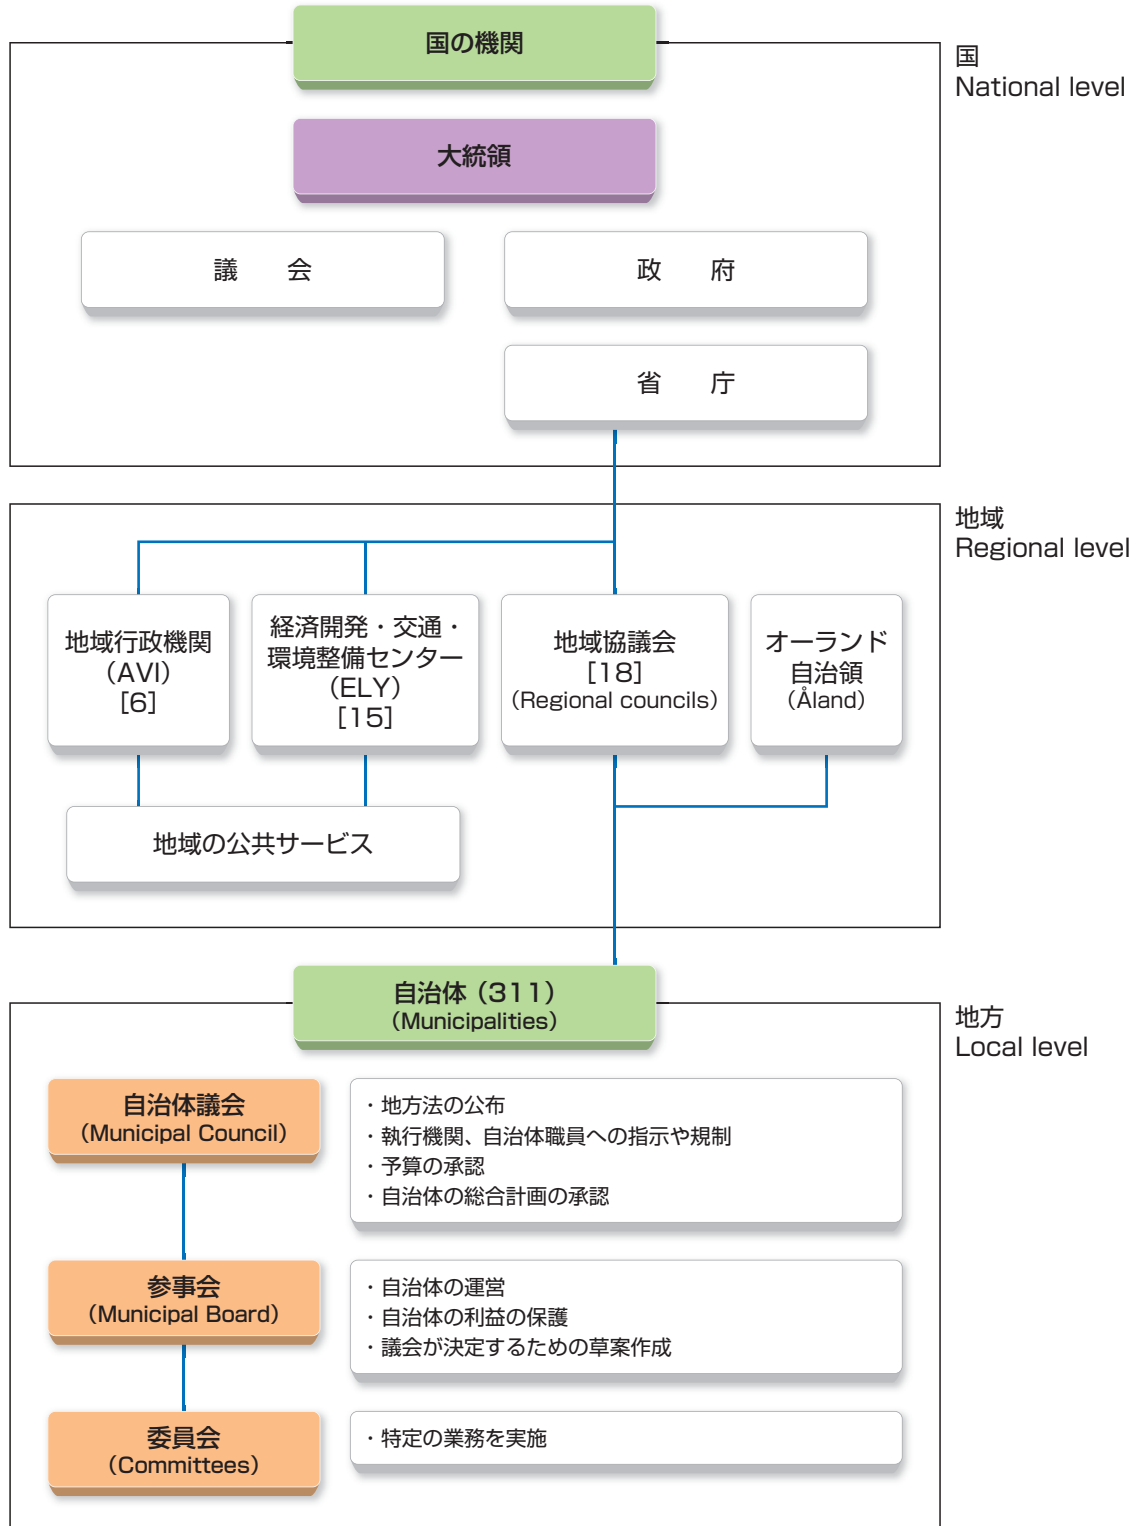 国の機関
国
National level
大統領
議　会
政　府
省　庁
地域
Regional level
地域行政機関
（AVI）
[6]
経済開発・交通・
環境整備センター
（ELY）
[15]
地域協議会
[18]
（Regional councils）
オーランド
自治領
（Åland）
地域の公共サービス
自治体（311）
（Municipalities）
地方
Local level
自治体議会
（Municipal Council）
・地方法の公布
・執行機関、自治体職員への指示や規制
・予算の承認
・自治体の総合計画の承認
参事会
（Municipal Board）
・自治体の運営
・自治体の利益の保護
・議会が決定するための草案作成
委員会
（Committees）
・特定の業務を実施